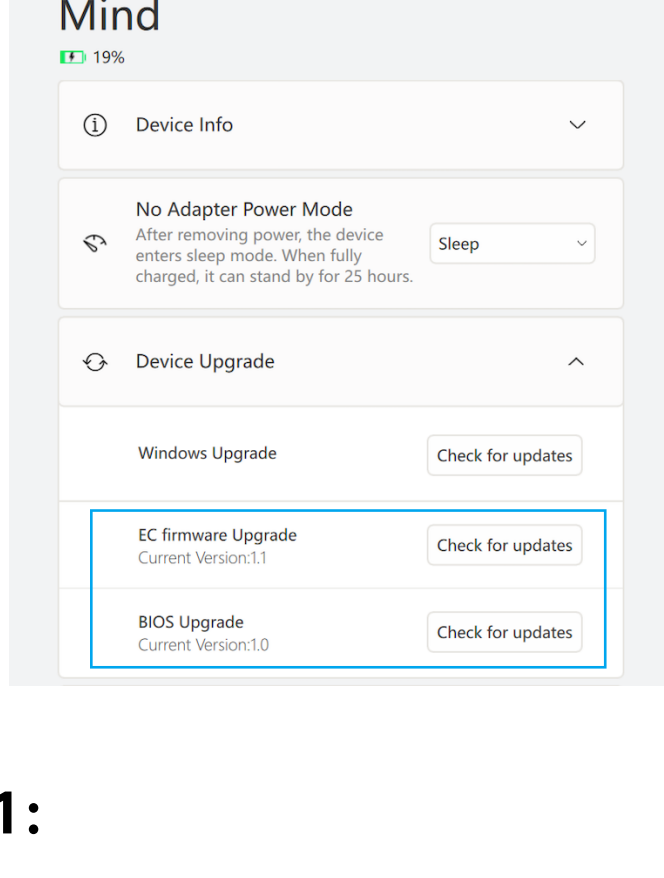 Mind
19%
Device Info
No Adapter Power Mode
After removing power, the device
enters sleep mode. When fully
charged, it can stand by for 25 hours.
Sleep
Device Upgrade
Windows Upgrade
Check for updates
EC firmware Upgrade
Current Version:1.1
Check for updates
BIOS Upgrade
Current Version:1.0
Check for updates
1: